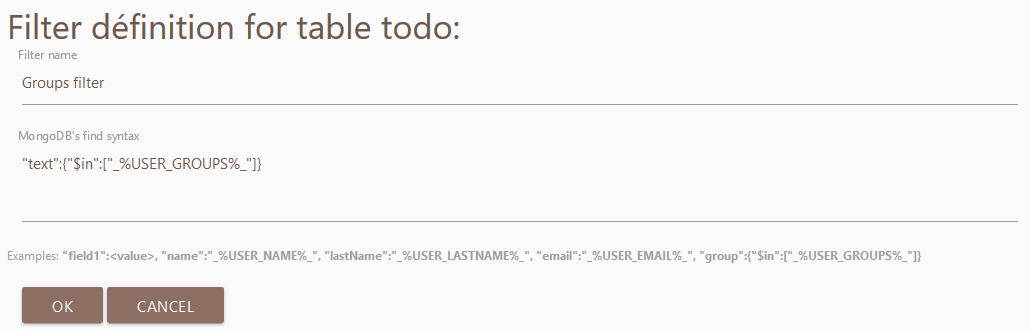 Filter définition for table todo:
Filter name
Groups filter
MongoDB's find syntax
"text":{"$in":["_%USER_GROUPS%_"]}
Examples: "field1":<value>, "name":"_%USER_NAME%_", "lastName":"_%USER_LASTNAME%_", "email":"_%USER_EMAIL%_", "group":{"$in":["_%USER_GROUPS%_"]}
OK CANCEL